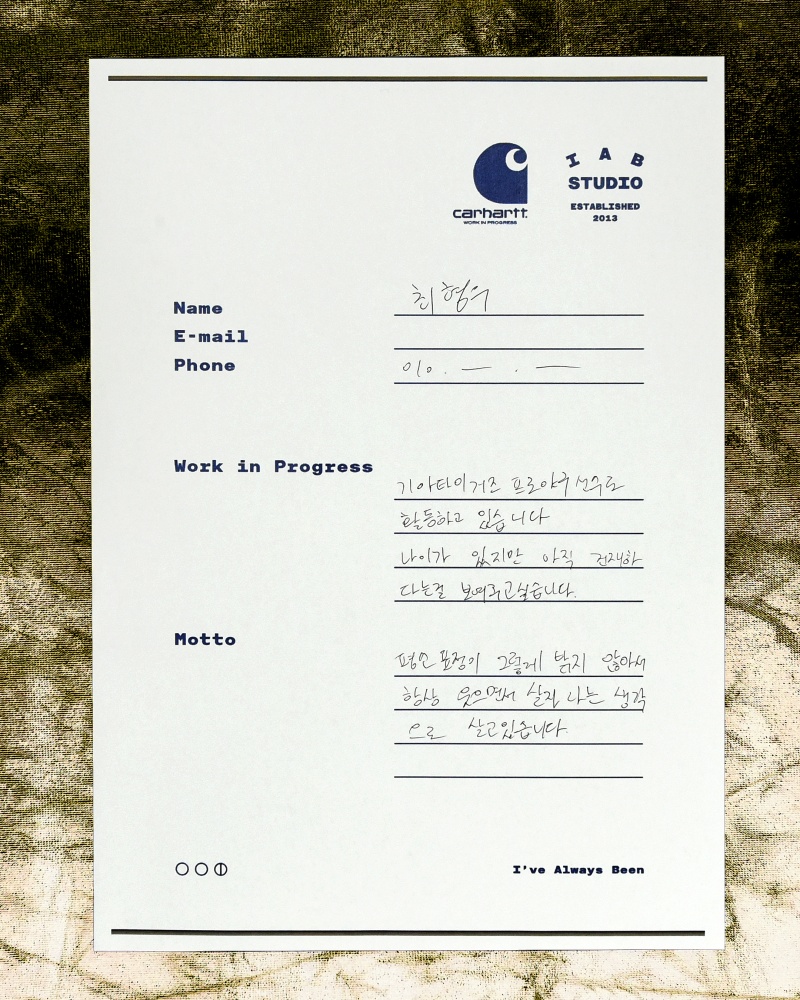 carhartt
WORK IN PROGRESS
I A B
STUDIO
ESTABLISHED
2013
Name 최형우
E-mail
Phone 010. — . —
Work in Progress
기아타이거즈 프로야구 선수로
활동하고 있습니다
나이가 있지만 아직 건재하
다는걸 보여주고싶습니다.
Motto
평소 표정이 그렇게 밝지 않아서
항상 웃으면서 살자 라는 생각
으로 살고있습니다.
I've Always Been